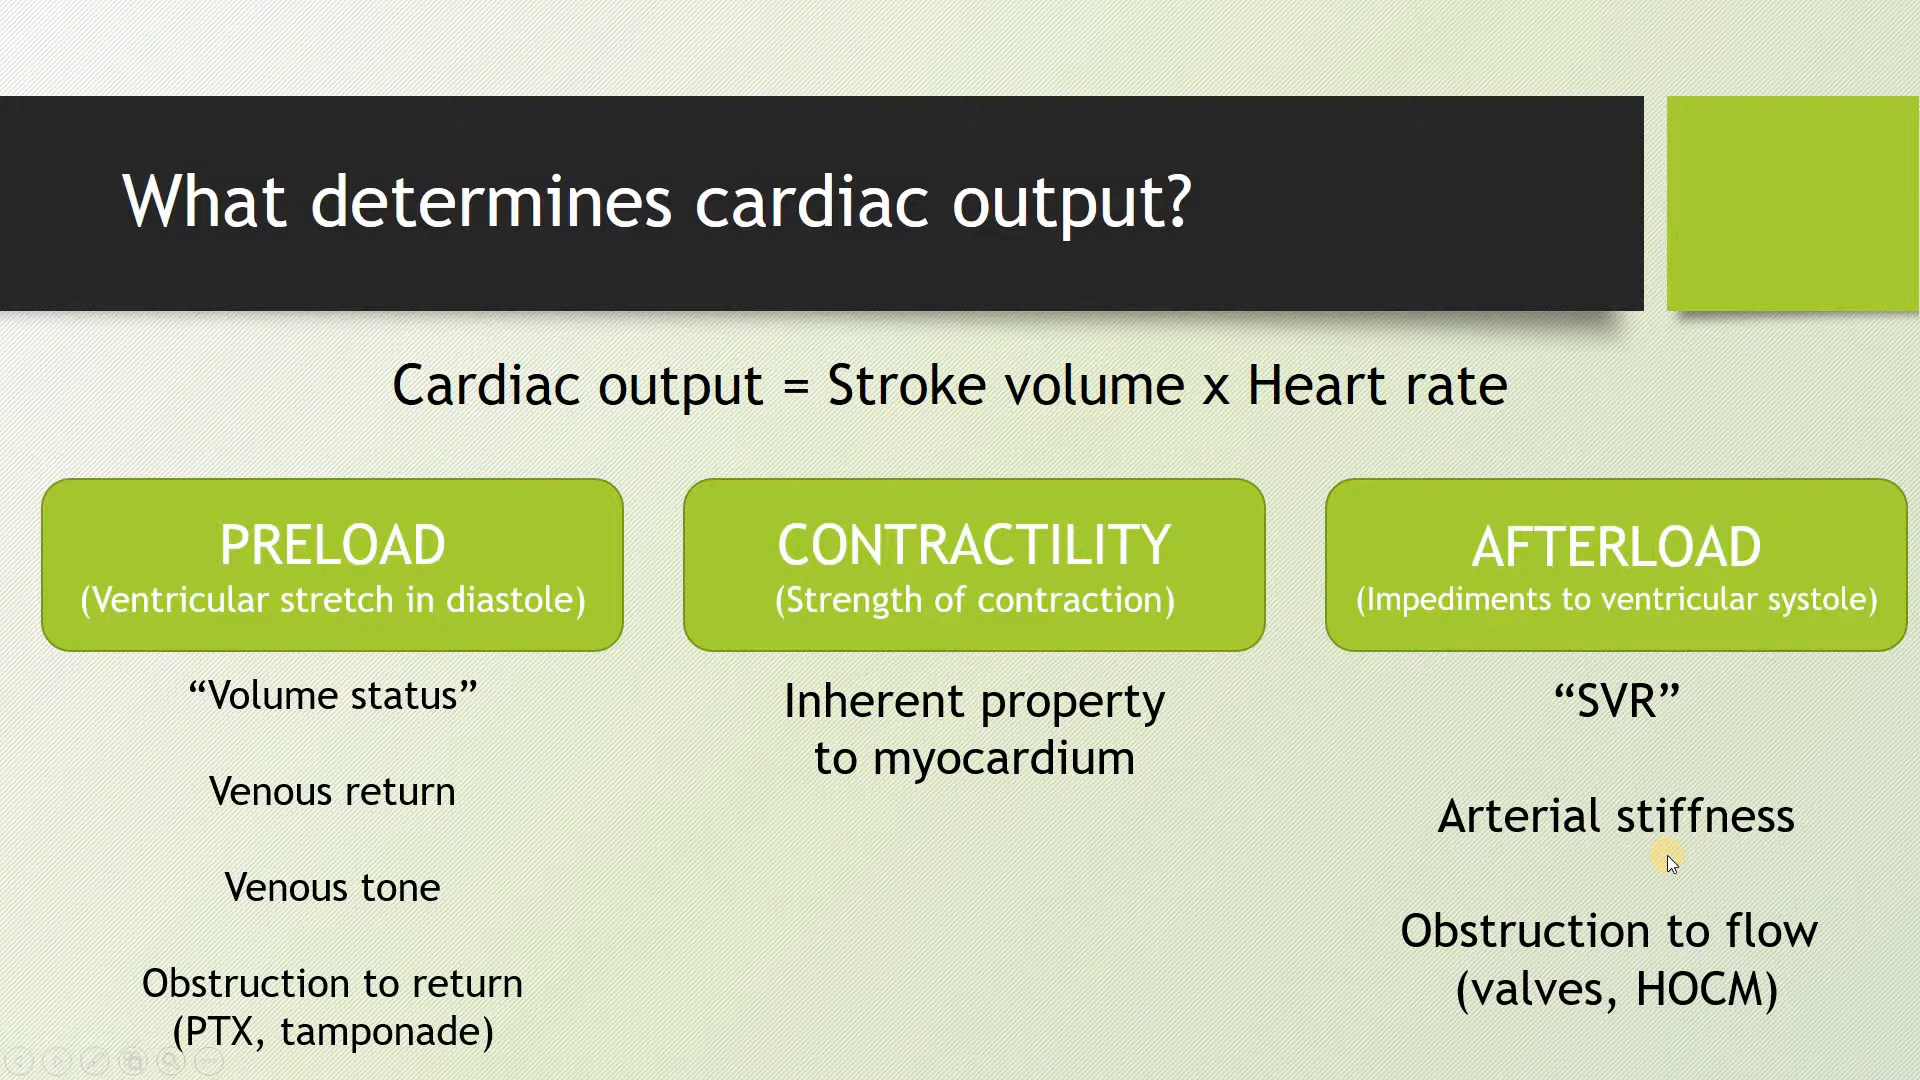 What determines cardiac output?
Cardiac output = Stroke volume x Heart rate
PRELOAD
(Ventricular stretch in diastole)
“Volume status”
Venous return
Venous tone
Obstruction to return
(PTX, tamponade)
CONTRACTILITY
(Strength of contraction)
Inherent property
to myocardium
AFTERLOAD
(Impediments to ventricular systole)
“SVR”
Arterial stiffness
Obstruction to flow
(valves, HOCM)